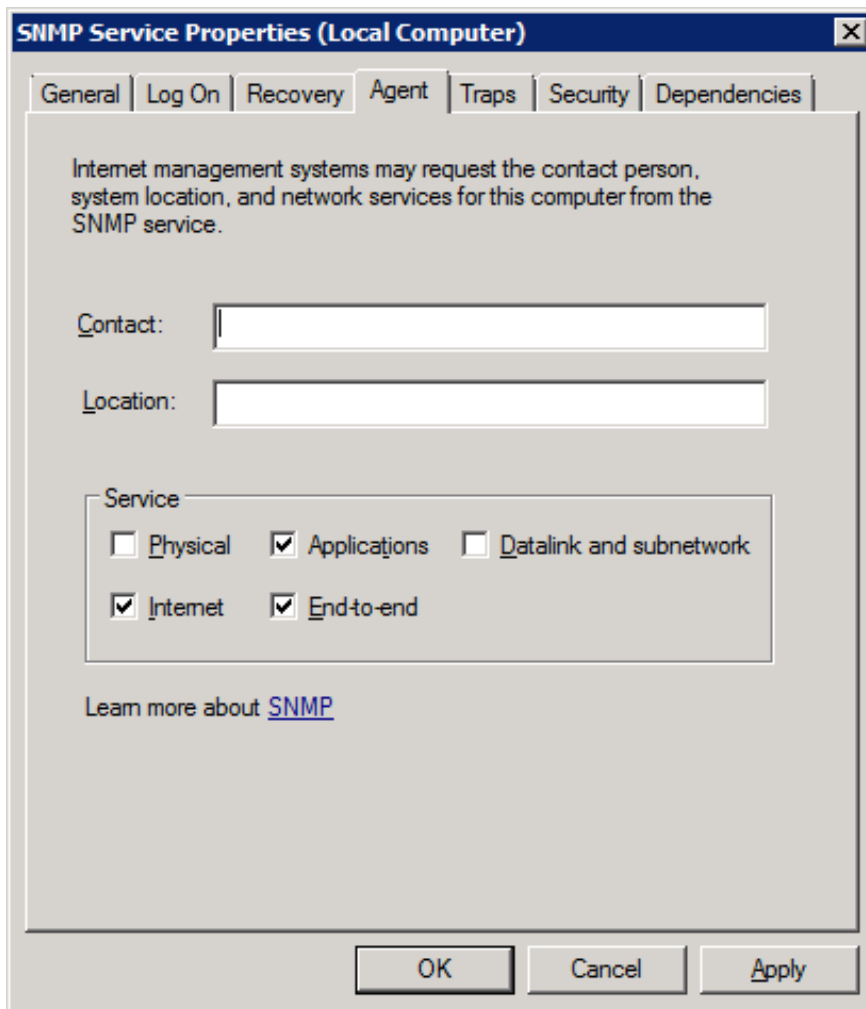 SNMP Service Properties (Local Computer)
General Log On Recovery Agent Traps Security Dependencies
Internet management systems may request the contact person,
system location, and network services for this computer from the
SNMP service.
Contact:
Location:
Service
Physical Applications Datalink and subnetwork
Internet End-to-end
Learn more about SNMP
OK Cancel Apply